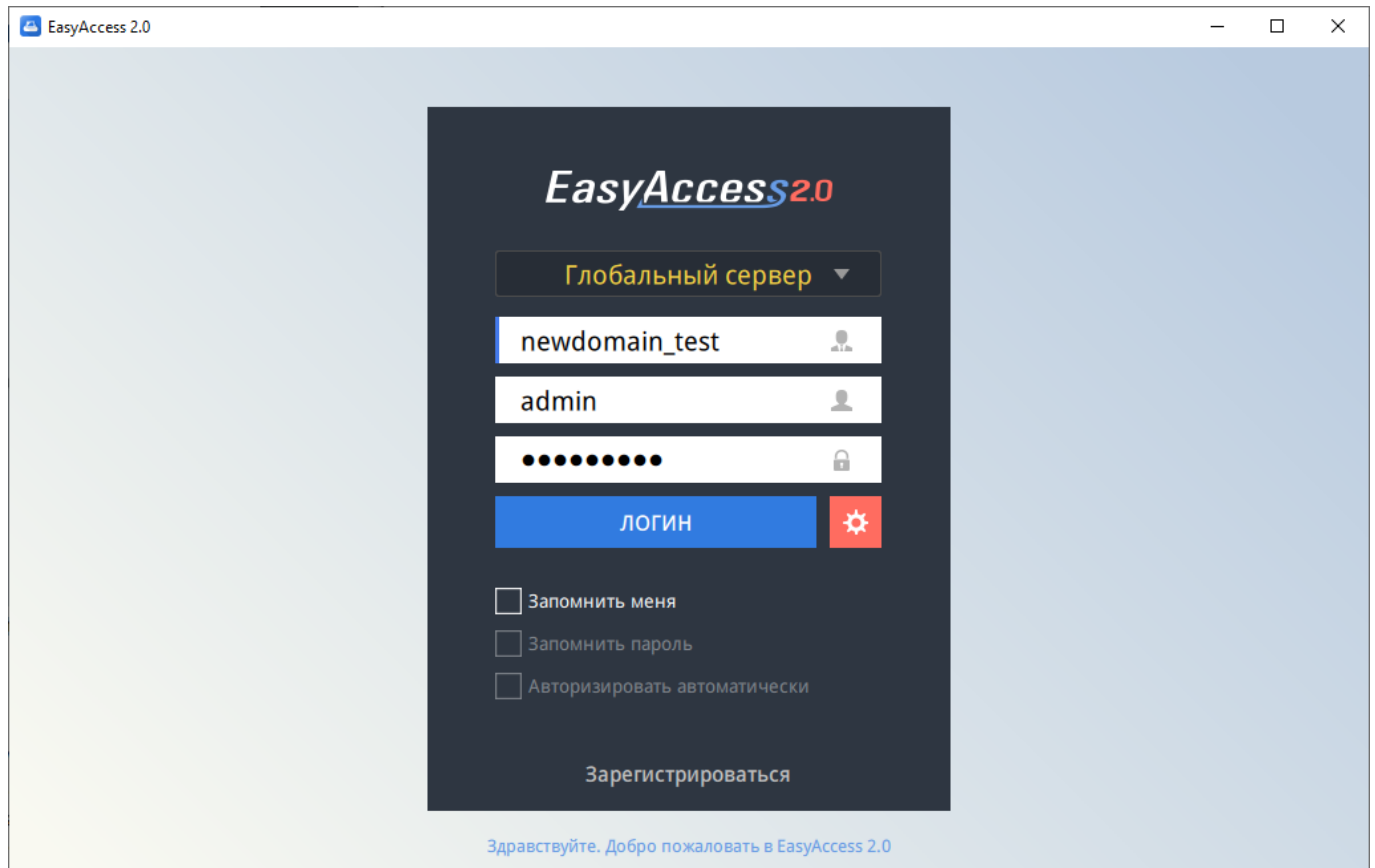 EasyAccess 2.0
EasyAccess2.0
Глобальный сервер
newdomain_test
admin
●●●●●●●●●
ЛОГИН
Запомнить меня
Запомнить пароль
Авторизировать автоматически
Зарегистрироваться
Здравствуйте. Добро пожаловать в EasyAccess 2.0